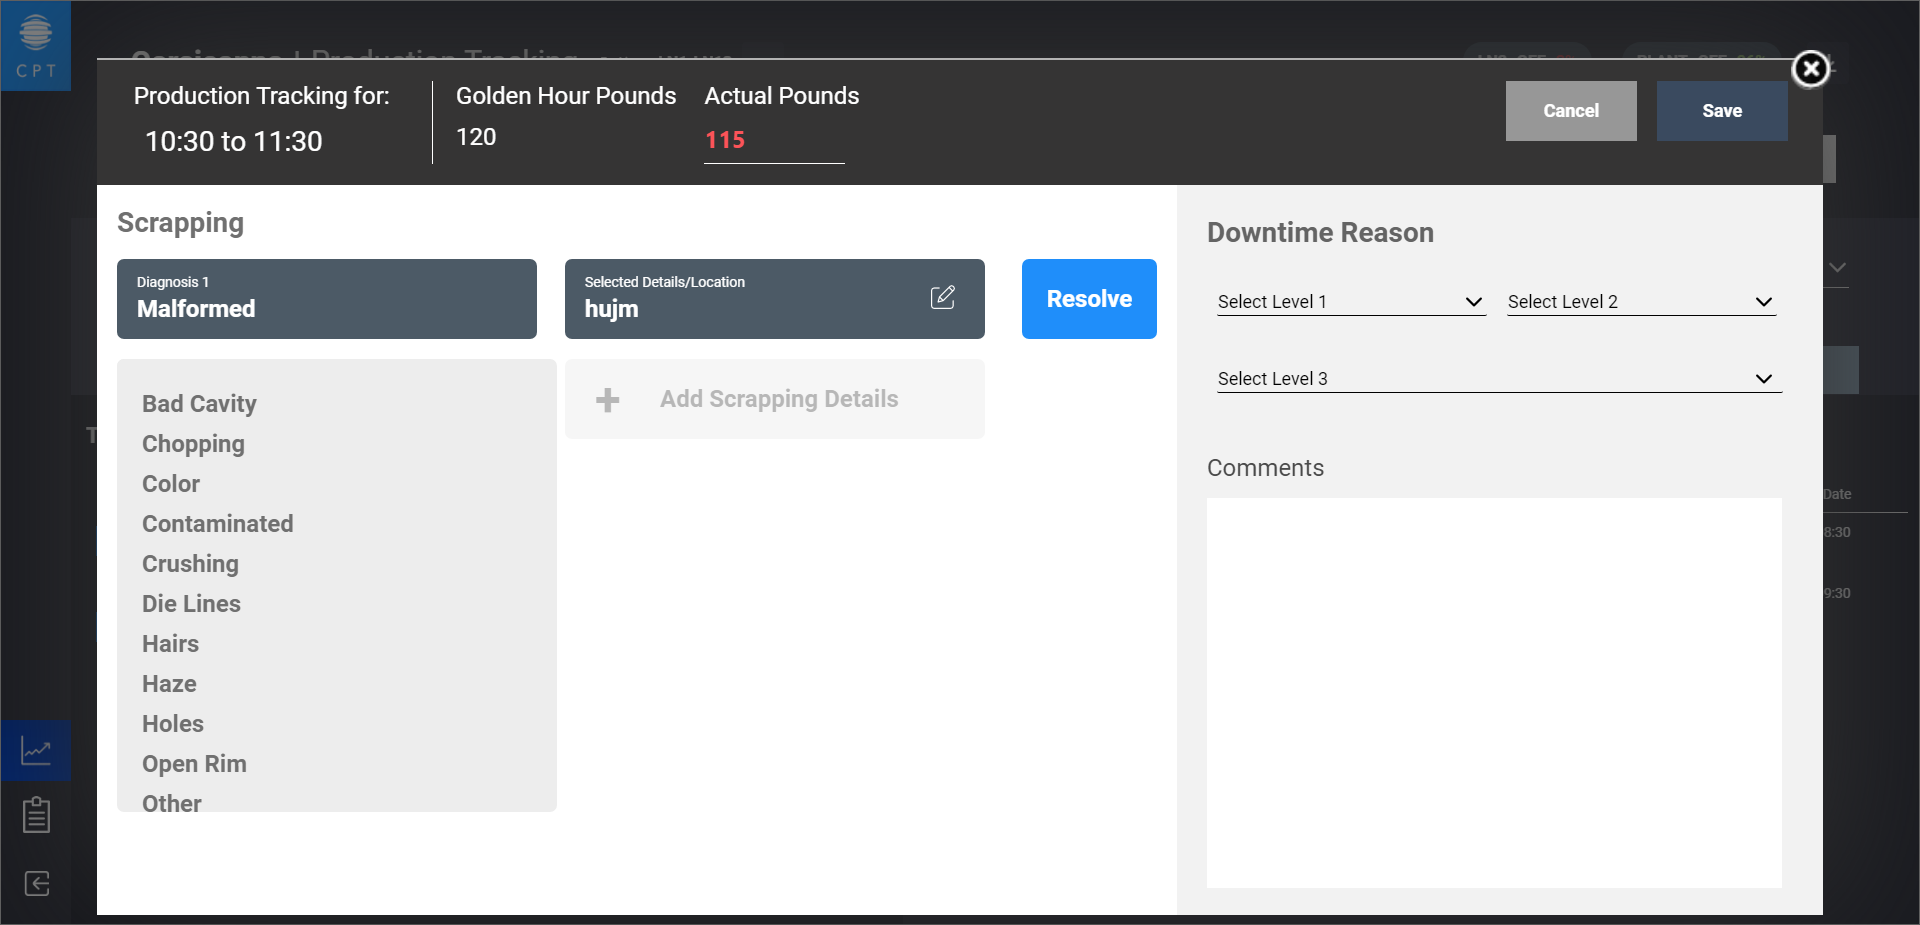 CPT
Production Tracking for:
10:30 to 11:30
Golden Hour Pounds
120
Actual Pounds
115
Cancel
Save
Scrapping
Diagnosis 1
Malformed
Selected Details/Location
hujm
Resolve
Bad Cavity
Chopping
Color
Contaminated
Crushing
Die Lines
Hairs
Haze
Holes
Open Rim
Other
Add Scrapping Details
Downtime Reason
Select Level 1
Select Level 2
Select Level 3
Comments
Date
8:30
9:30